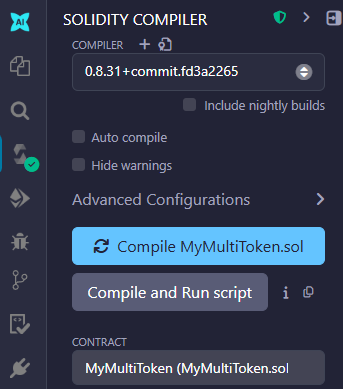 AI
SOLIDITY COMPILER
COMPILER
0.8.31+commit.fd3a2265
Include nightly builds
Auto compile
Hide warnings
Advanced Configurations
Compile MyMultiToken.sol
Compile and Run script
CONTRACT
MyMultiToken (MyMultiToken.sol